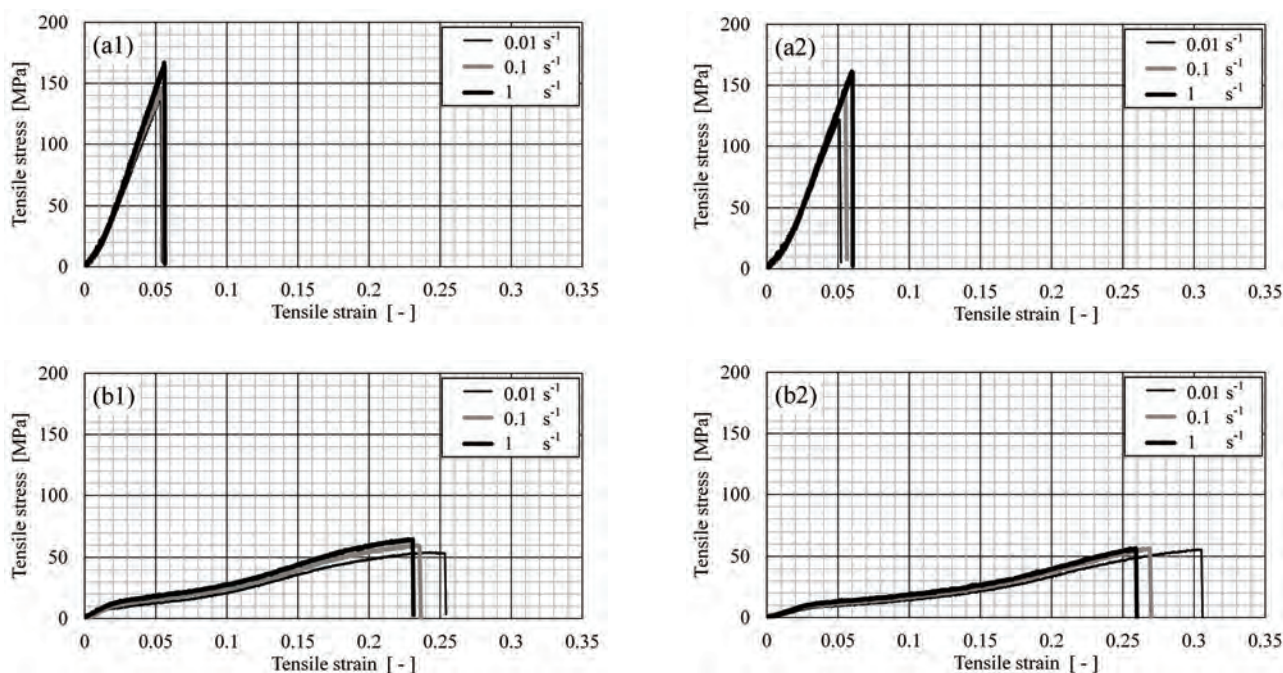 200
150
100
50
0
Tensile stress [MPa]
(a1)
0.01 s⁻¹
0.1 s⁻¹
1 s⁻¹
0 0.05 0.1 0.15 0.2 0.25 0.3 0.35
Tensile strain [ - ]
200
150
100
50
0
Tensile stress [MPa]
(a2)
0.01 s⁻¹
0.1 s⁻¹
1 s⁻¹
0 0.05 0.1 0.15 0.2 0.25 0.3 0.35
Tensile strain [ - ]
200
150
100
50
0
Tensile stress [MPa]
(b1)
0.01 s⁻¹
0.1 s⁻¹
1 s⁻¹
0 0.05 0.1 0.15 0.2 0.25 0.3 0.35
Tensile strain [ - ]
200
150
100
50
0
Tensile stress [MPa]
(b2)
0.01 s⁻¹
0.1 s⁻¹
1 s⁻¹
0 0.05 0.1 0.15 0.2 0.25 0.3 0.35
Tensile strain [ - ]